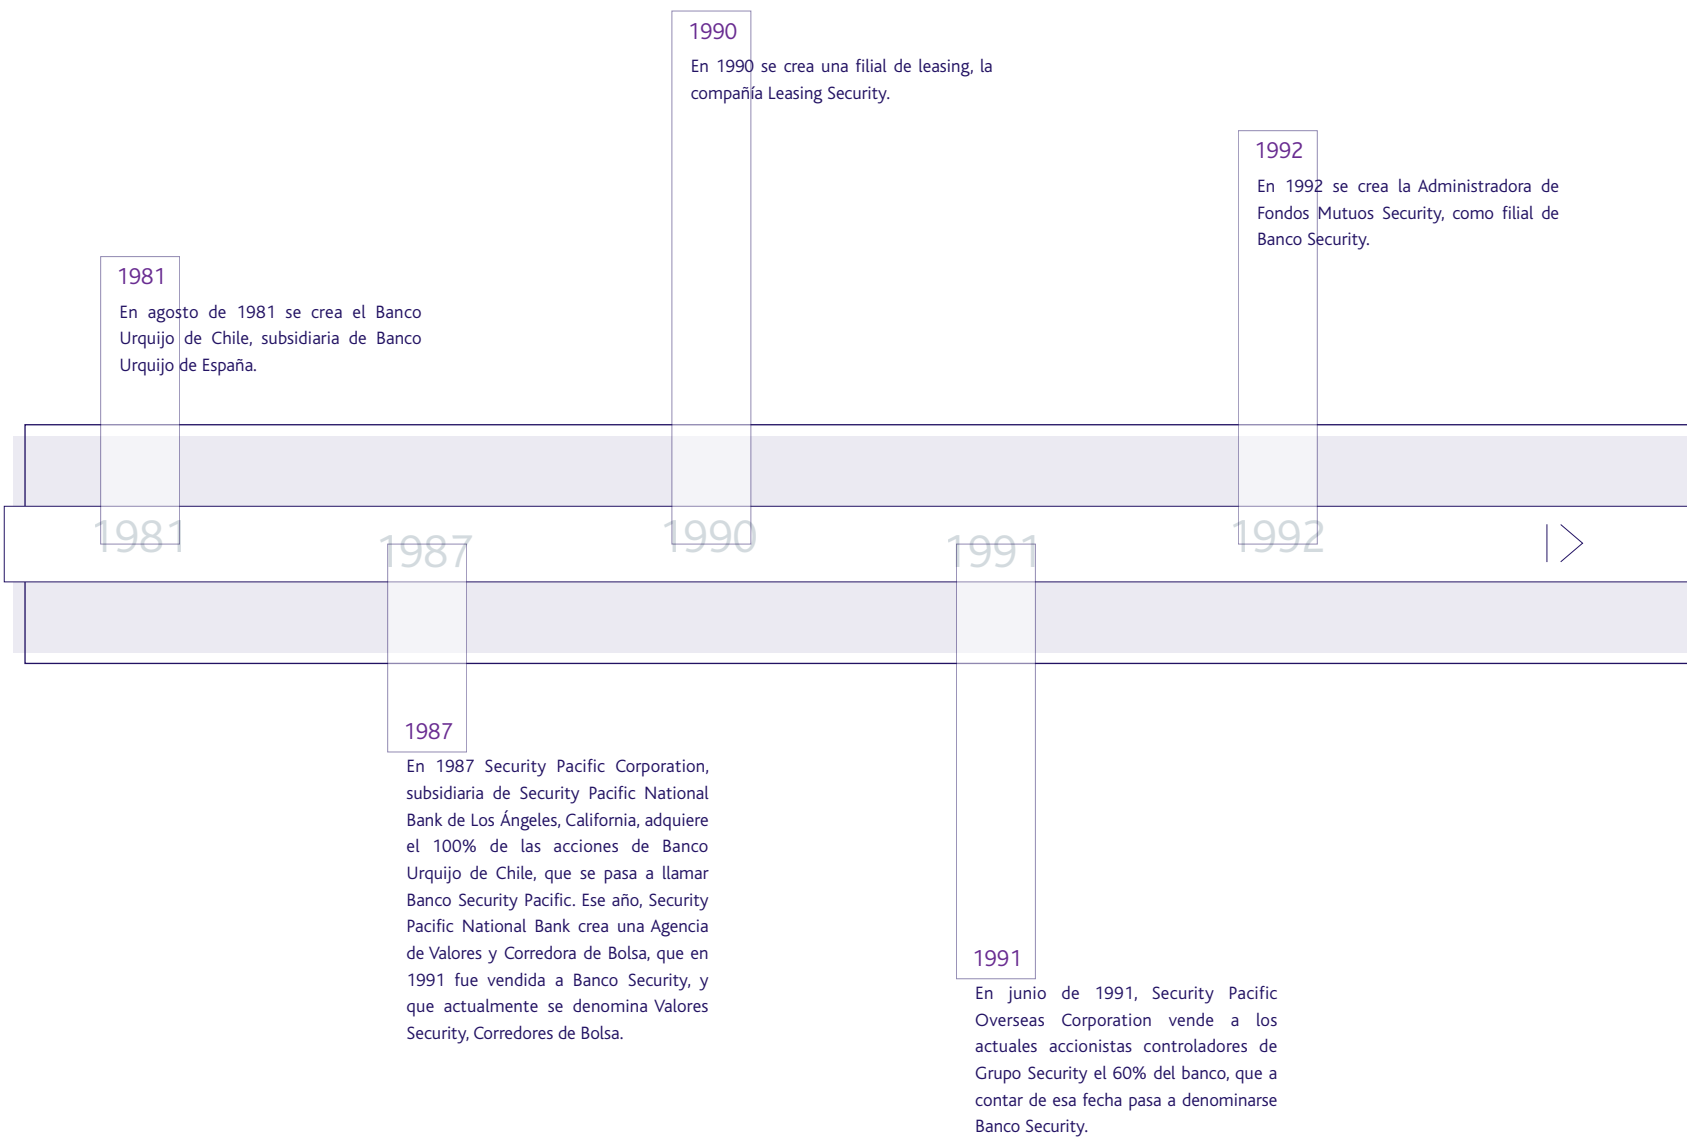 1990
En 1990 se crea una filial de leasing, la
compañía Leasing Security.
1992
En 1992 se crea la Administradora de
Fondos Mutuos Security, como filial de
Banco Security.
1981
En agosto de 1981 se crea el Banco
Urquijo de Chile, subsidiaria de Banco
Urquijo de España.
1981
1987
1990
1991
1992
1987
En 1987 Security Pacific Corporation,
subsidiaria de Security Pacific National
Bank de Los Ángeles, California, adquiere
el 100% de las acciones de Banco
Urquijo de Chile, que se pasa a llamar
Banco Security Pacific. Ese año, Security
Pacific National Bank crea una Agencia
de Valores y Corredora de Bolsa, que en
1991 fue vendida a Banco Security, y
que actualmente se denomina Valores
Security, Corredores de Bolsa.
1991
En junio de 1991, Security Pacific
Overseas Corporation vende a los
actuales accionistas controladores de
Grupo Security el 60% del banco, que a
contar de esa fecha pasa a denominarse
Banco Security.